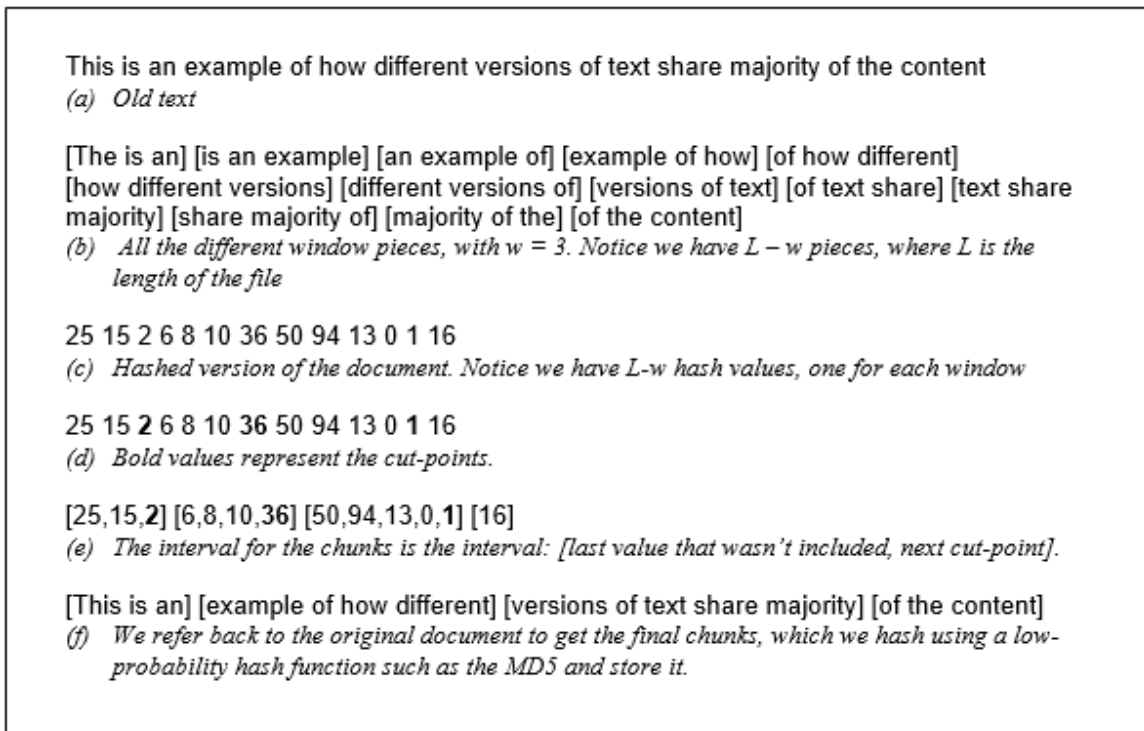 This is an example of how different versions of text share majority of the content
(a) Old text
[The is an] [is an example] [an example of] [example of how] [of how different]
[how different versions] [different versions of] [versions of text] [of text share] [text share
majority] [share majority of] [majority of the] [of the content]
(b) All the different window pieces, with w = 3. Notice we have L – w pieces, where L is the
length of the file
25 15 2 6 8 10 36 50 94 13 0 1 16
(c) Hashed version of the document. Notice we have L-w hash values, one for each window
25 15 2 6 8 10 36 50 94 13 0 1 16
(d) Bold values represent the cut-points.
[25,15,2] [6,8,10,36] [50,94,13,0,1] [16]
(e) The interval for the chunks is the interval: [last value that wasn't included, next cut-point].
[This is an] [example of how different] [versions of text share majority] [of the content]
(f) We refer back to the original document to get the final chunks, which we hash using a low-
probability hash function such as the MD5 and store it.